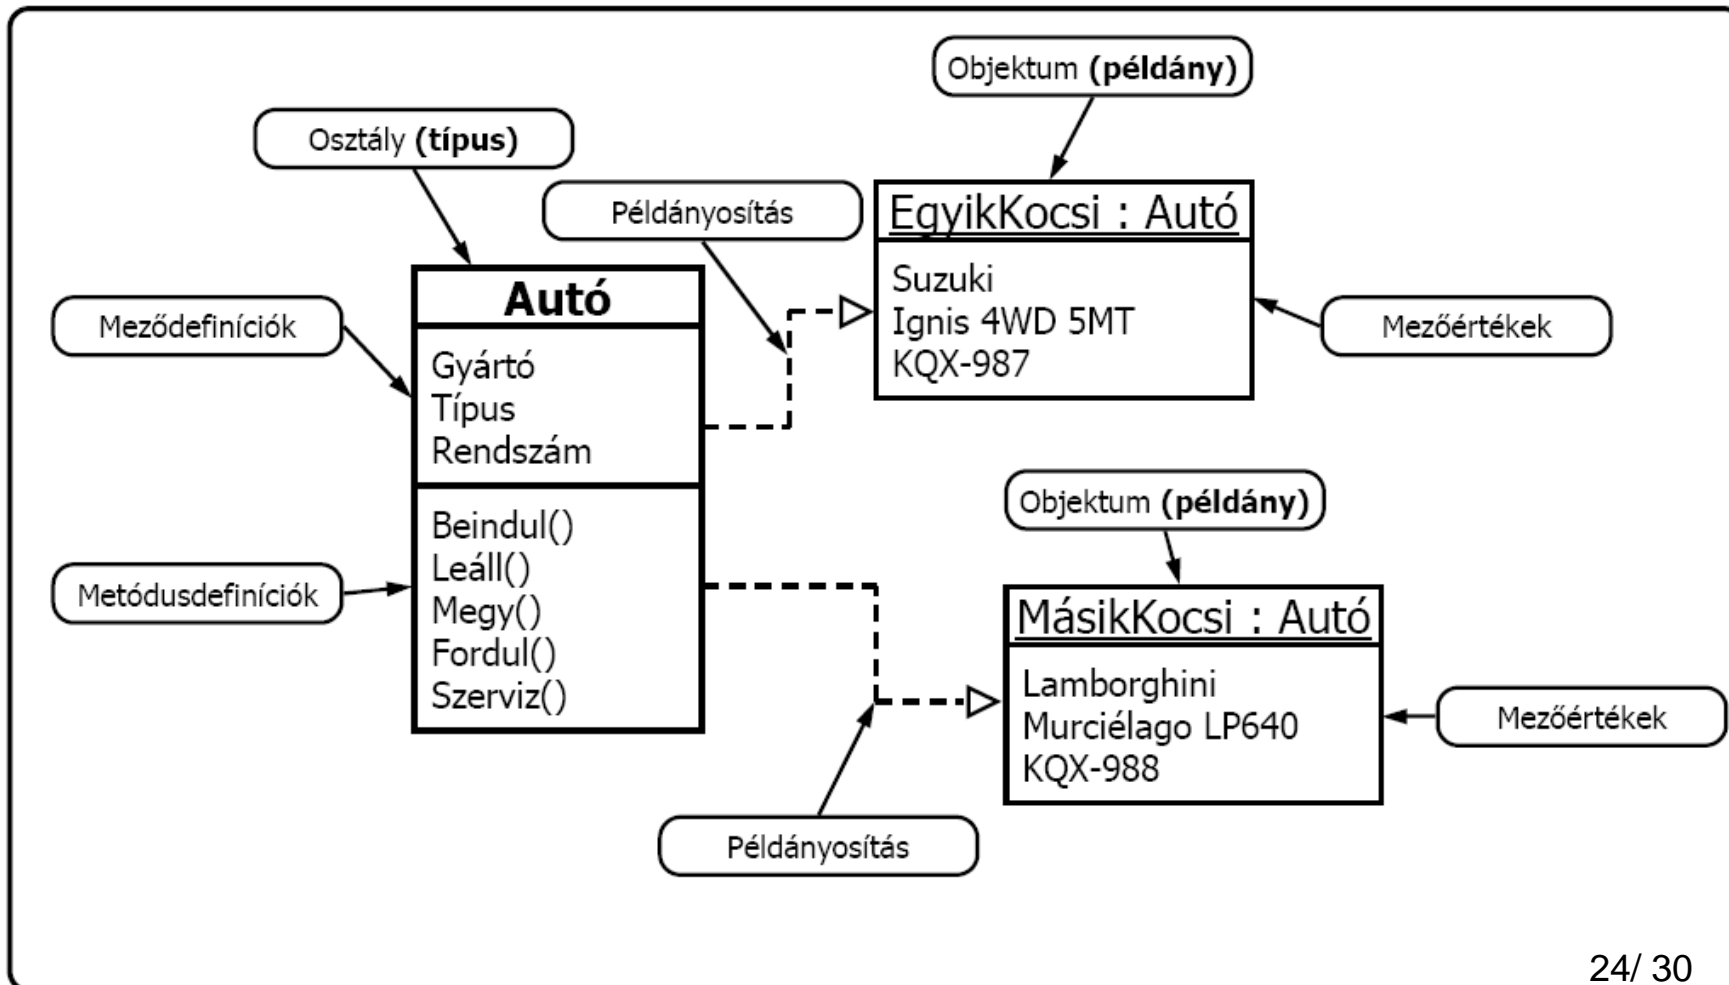 Objektum (példány)
Osztály (típus)
Példányosítás
EgyikKocsi : Autó
Suzuki
Ignis 4WD 5MT
KQX-987
Mezőértékek
Meződefiníciók
Autó
Gyártó
Típus
Rendszám
Beindul()
Leáll()
Megy()
Fordul()
Szerviz()
Metódusdefiníciók
Objektum (példány)
MásikKocsi : Autó
Lamborghini
Murciélago LP640
KQX-988
Mezőértékek
Példányosítás
24/ 30